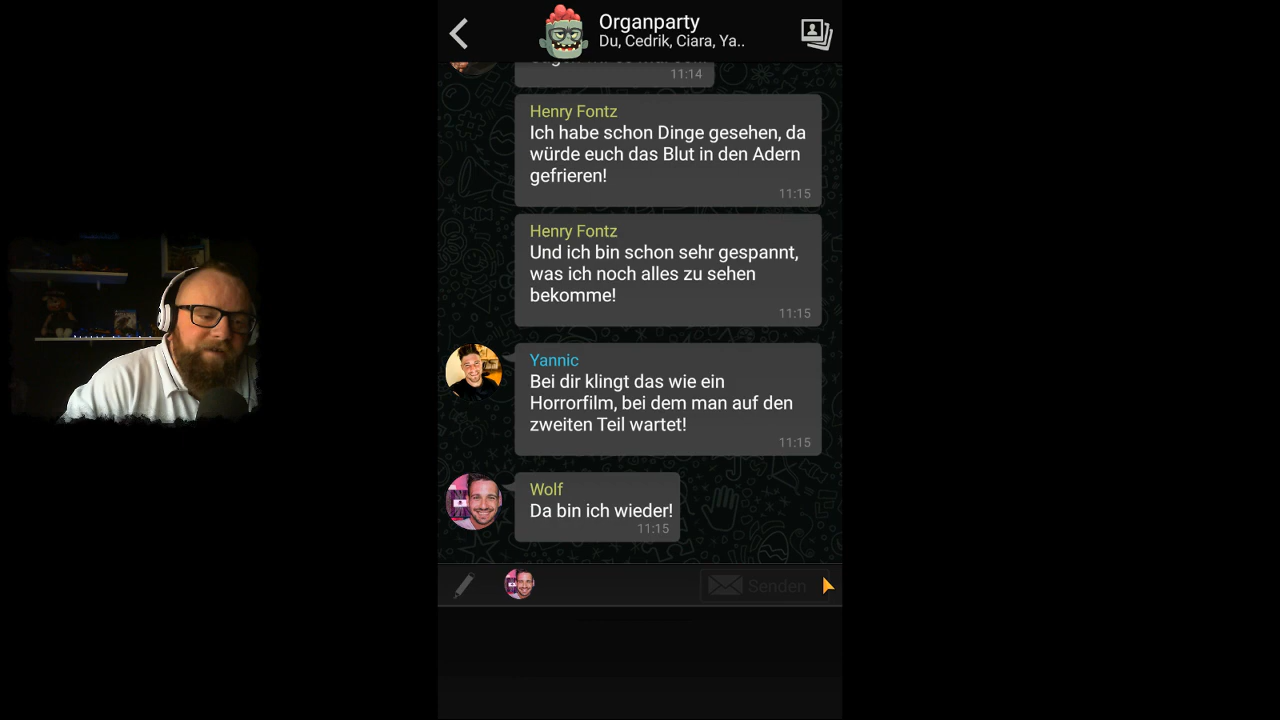 Organparty
Du, Cedrik, Ciara, Ya..
11:14
Henry Fontz
Ich habe schon Dinge gesehen, da
würde euch das Blut in den Adern
gefrieren!
11:15
Henry Fontz
Und ich bin schon sehr gespannt,
was ich noch alles zu sehen
bekomme!
11:15
Yannic
Bei dir klingt das wie ein
Horrorfilm, bei dem man auf den
zweiten Teil wartet!
11:15
Wolf
Da bin ich wieder!
11:15
Senden